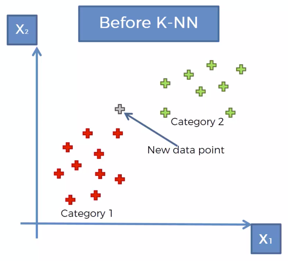 Before K-NN
X₂
Category 2
New data point
Category 1
X₁